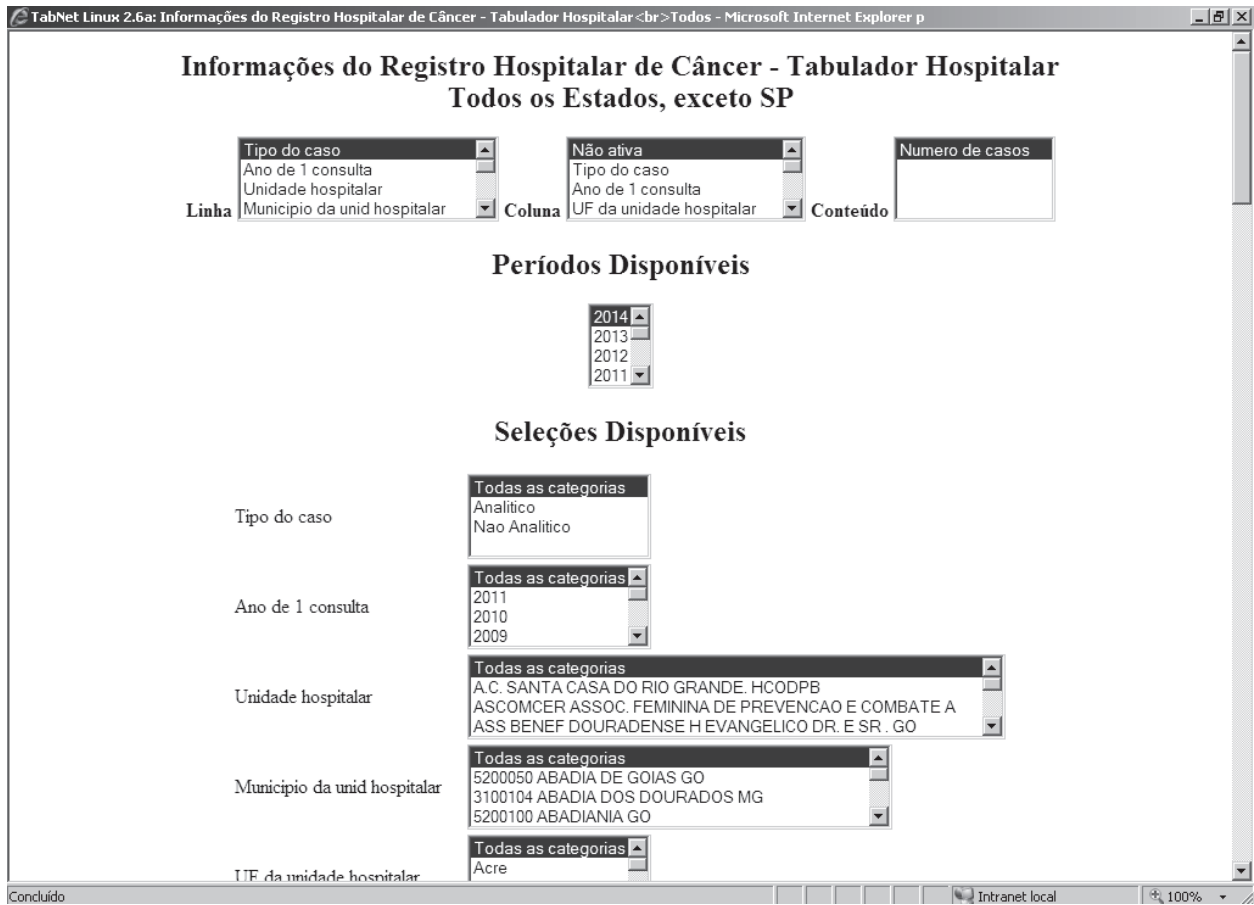 TabNet Linux 2.6a: Informações do Registro Hospitalar de Câncer - Tabulador Hospitalar<br>Todos - Microsoft Internet Explorer p
Informações do Registro Hospitalar de Câncer - Tabulador Hospitalar
Todos os Estados, exceto SP
Linha
Tipo do caso
Ano de 1 consulta
Unidade hospitalar
Municipio da unid hospitalar
Coluna
Não ativa
Tipo do caso
Ano de 1 consulta
UF da unidade hospitalar
Conteúdo
Numero de casos
Períodos Disponíveis
2014
2013
2012
2011
Seleções Disponíveis
Tipo do caso
Todas as categorias
Analitico
Nao Analitico
Ano de 1 consulta
Todas as categorias
2011
2010
2009
Unidade hospitalar
Todas as categorias
A.C. SANTA CASA DO RIO GRANDE. HCODPB
ASCOMCER ASSOC. FEMININA DE PREVENCAO E COMBATE A
ASS BENEF DOURADENSE H EVANGELICO DR. E SR . GO
Municipio da unid hospitalar
Todas as categorias
5200050 ABADIA DE GOIAS GO
3100104 ABADIA DOS DOURADOS MG
5200100 ABADIANIA GO
UF da unidade hospitalar
Todas as categorias
Acre
Concluído
Intranet local
100%